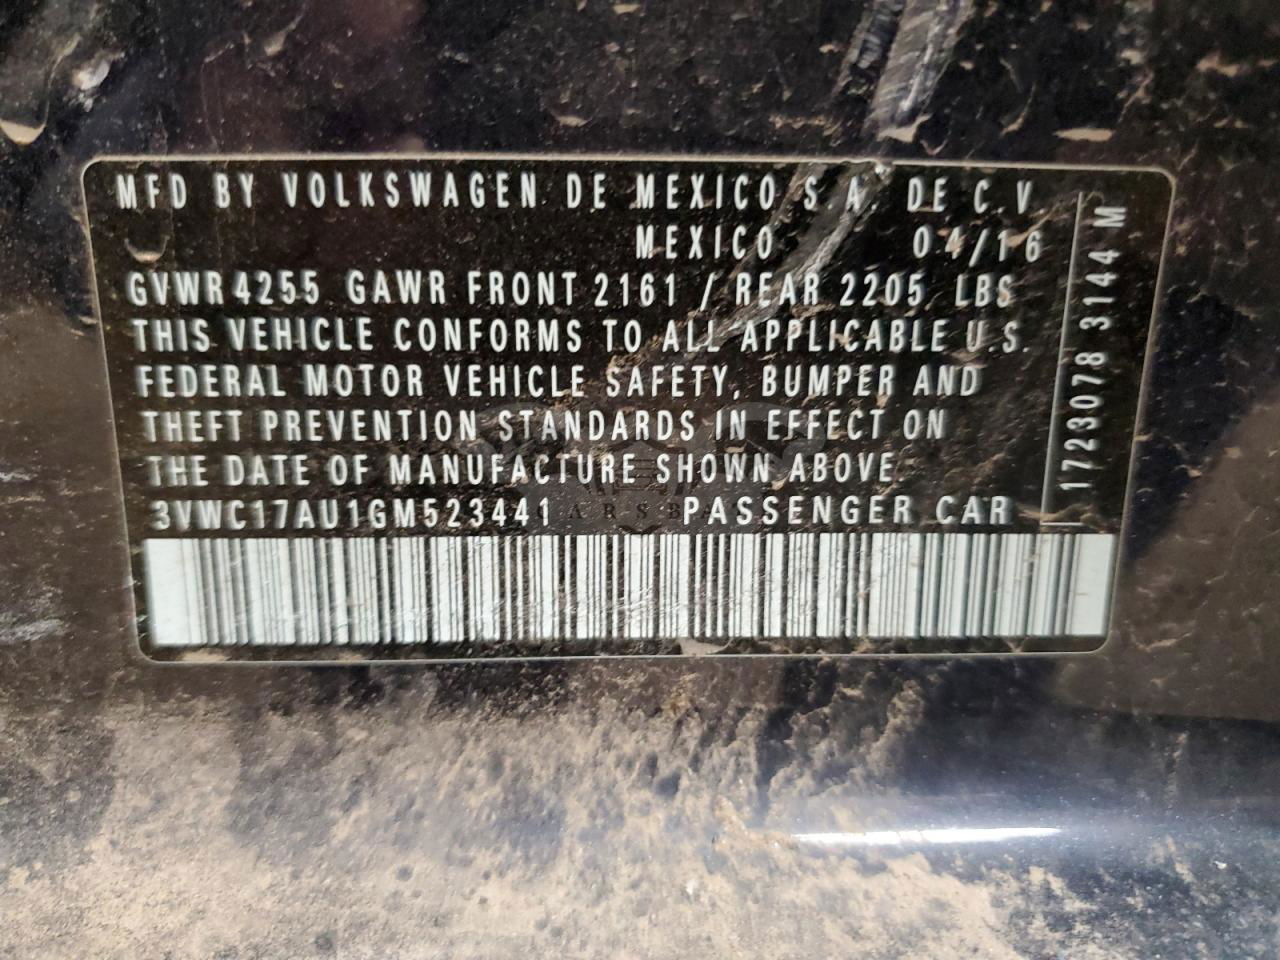 MFD BY VOLKSWAGEN DE MEXICO S.A. DE C.V.
MEXICO 04/16
GVWR 4255 GAWR FRONT 2161 / REAR 2205 LBS
THIS VEHICLE CONFORMS TO ALL APPLICABLE U.S.
FEDERAL MOTOR VEHICLE SAFETY, BUMPER AND
THEFT PREVENTION STANDARDS IN EFFECT ON
THE DATE OF MANUFACTURE SHOWN ABOVE.
3VWC17AU1GM523441 PASSENGER CAR
1723078 3144 M